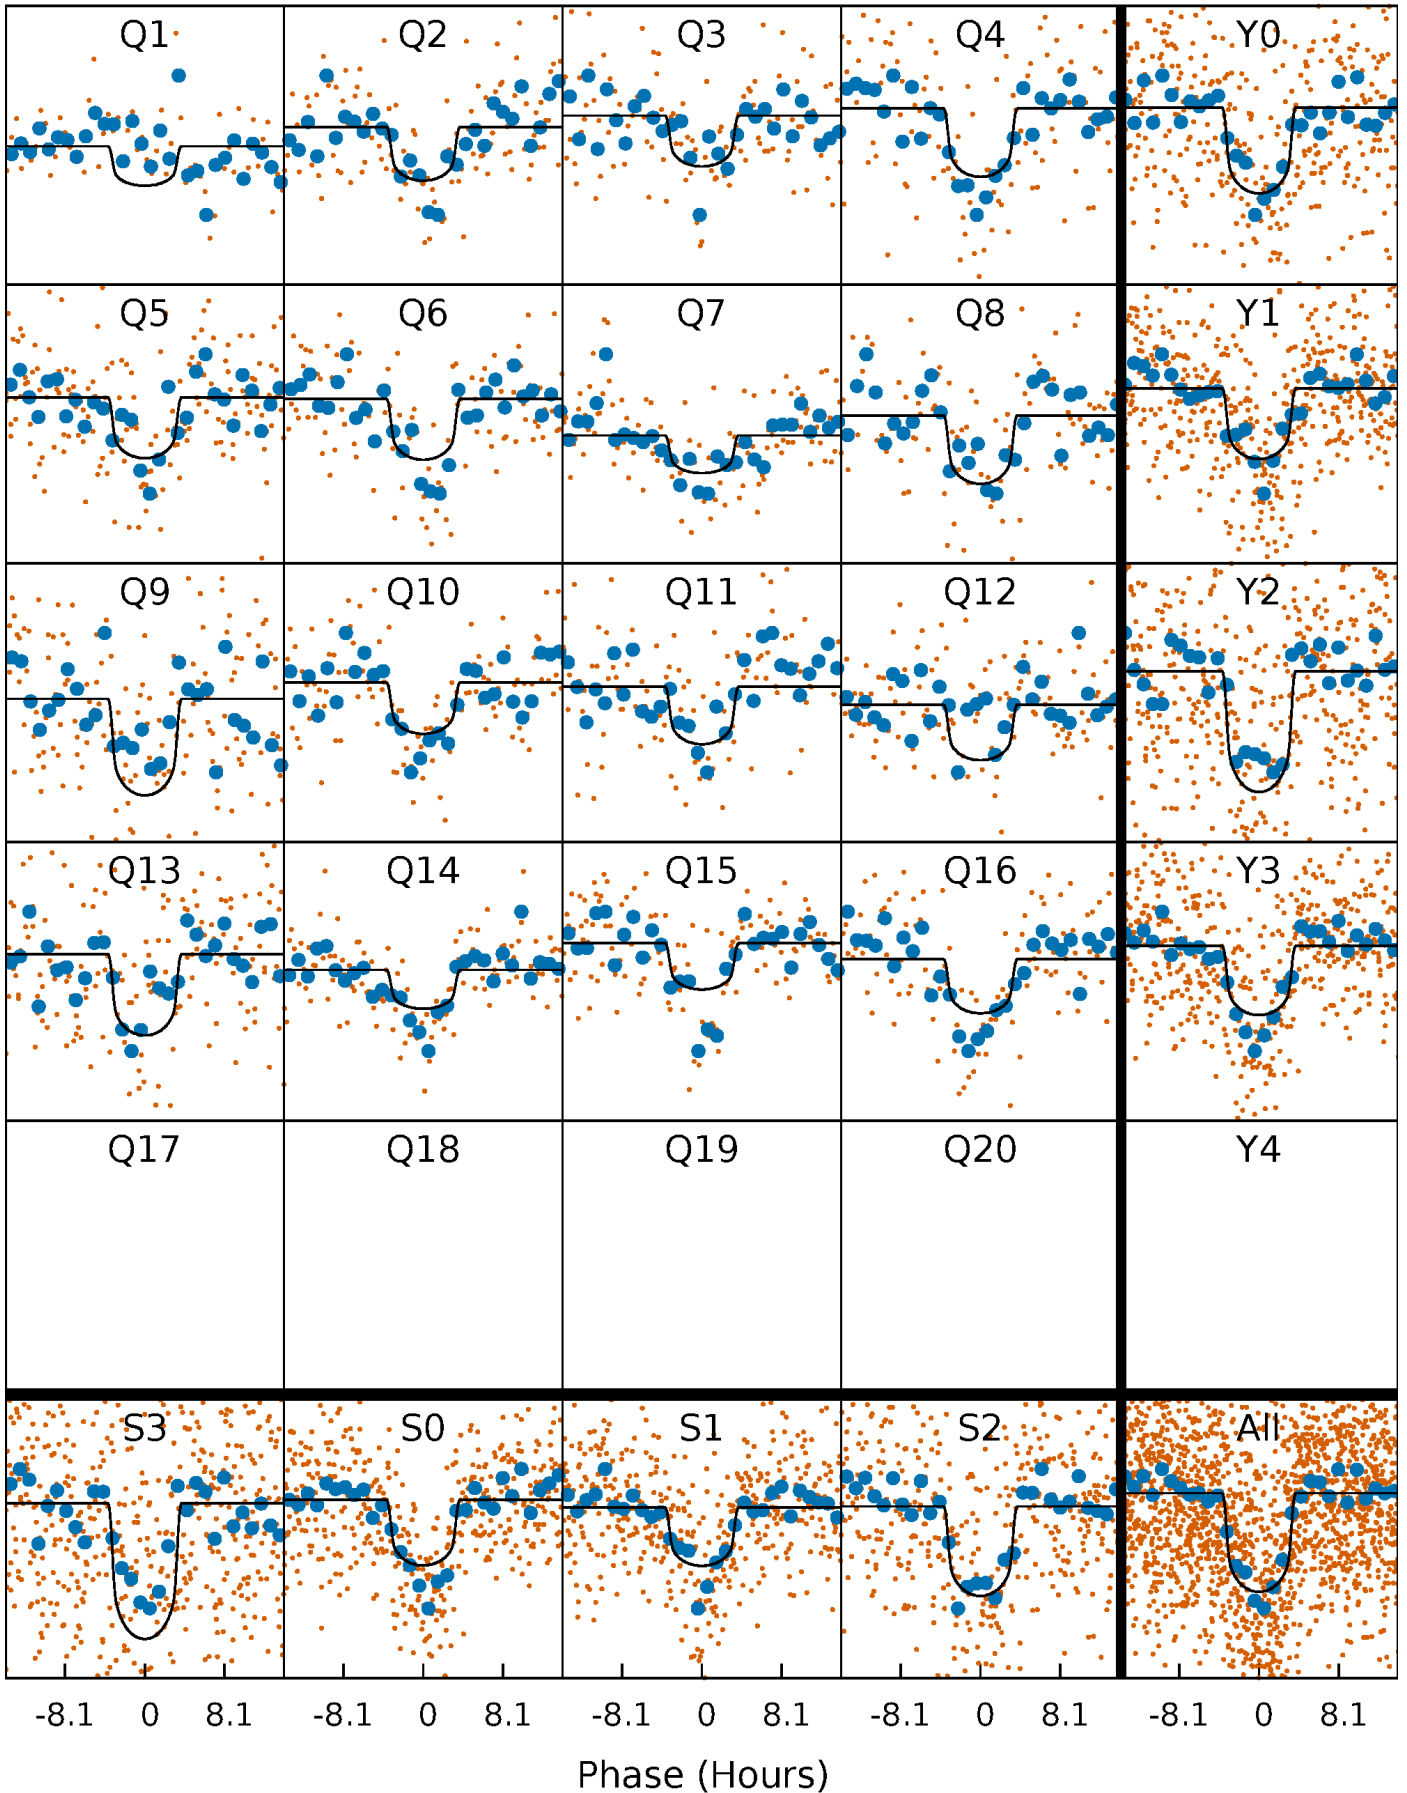 Q1 Q2 Q3 Q4 Y0
Q5 Q6 Q7 Q8 Y1
Q9 Q10 Q11 Q12 Y2
Q13 Q14 Q15 Q16 Y3
Q17 Q18 Q19 Q20 Y4
S3 S0 S1 S2 All
-8.1 0 8.1 -8.1 0 8.1 -8.1 0 8.1 -8.1 0 8.1 -8.1 0 8.1
Phase (Hours)